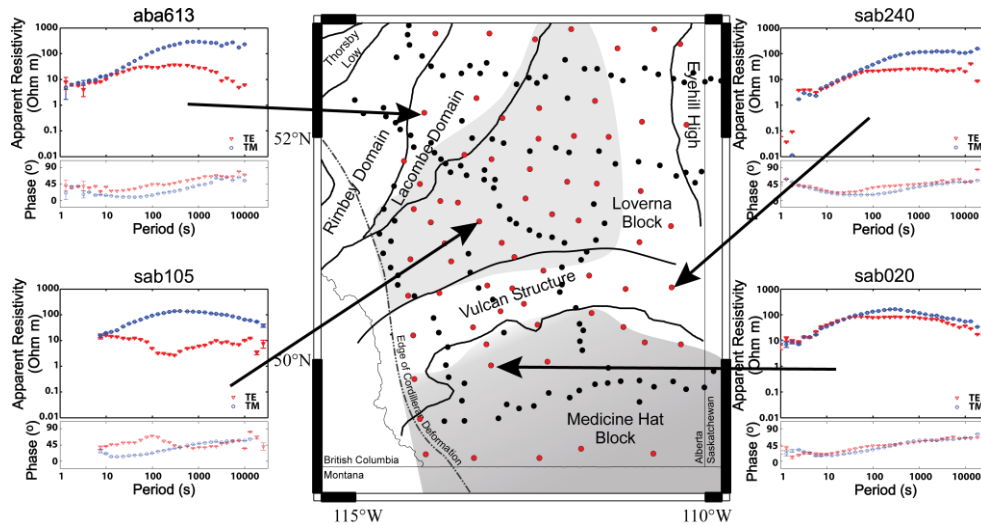 aba613
1000
100
10
1
0.1
0.01
Apparent Resistivity
(Ohm m)
TE
TM
90
45
0
Phase (º)
1
10
100
1000
10000
Period (s)
sab105
1000
100
10
1
0.1
0.01
Apparent Resistivity
(Ohm m)
TE
TM
90
45
0
Phase (º)
1
10
100
1000
10000
Period (s)
Thorsby
Low
Rimbey Domain
Lacombe Domain
Eyehill High
Loverna
Block
Vulcan Structure
Edge of Cordilleran Deformation
Medicine Hat
Block
British Columbia
Montana
Alborta
Saskatchewan
52°N
50°N
115°W
110°W
sab240
1000
100
10
1
0.1
0.01
Apparent Resistivity
(Ohm m)
TE
TM
90
45
0
Phase (º)
1
10
100
1000
10000
Period (s)
sab020
1000
100
10
1
0.1
0.01
Apparent Resistivity
(Ohm m)
TE
TM
90
45
0
Phase (º)
1
10
100
1000
10000
Period (s)